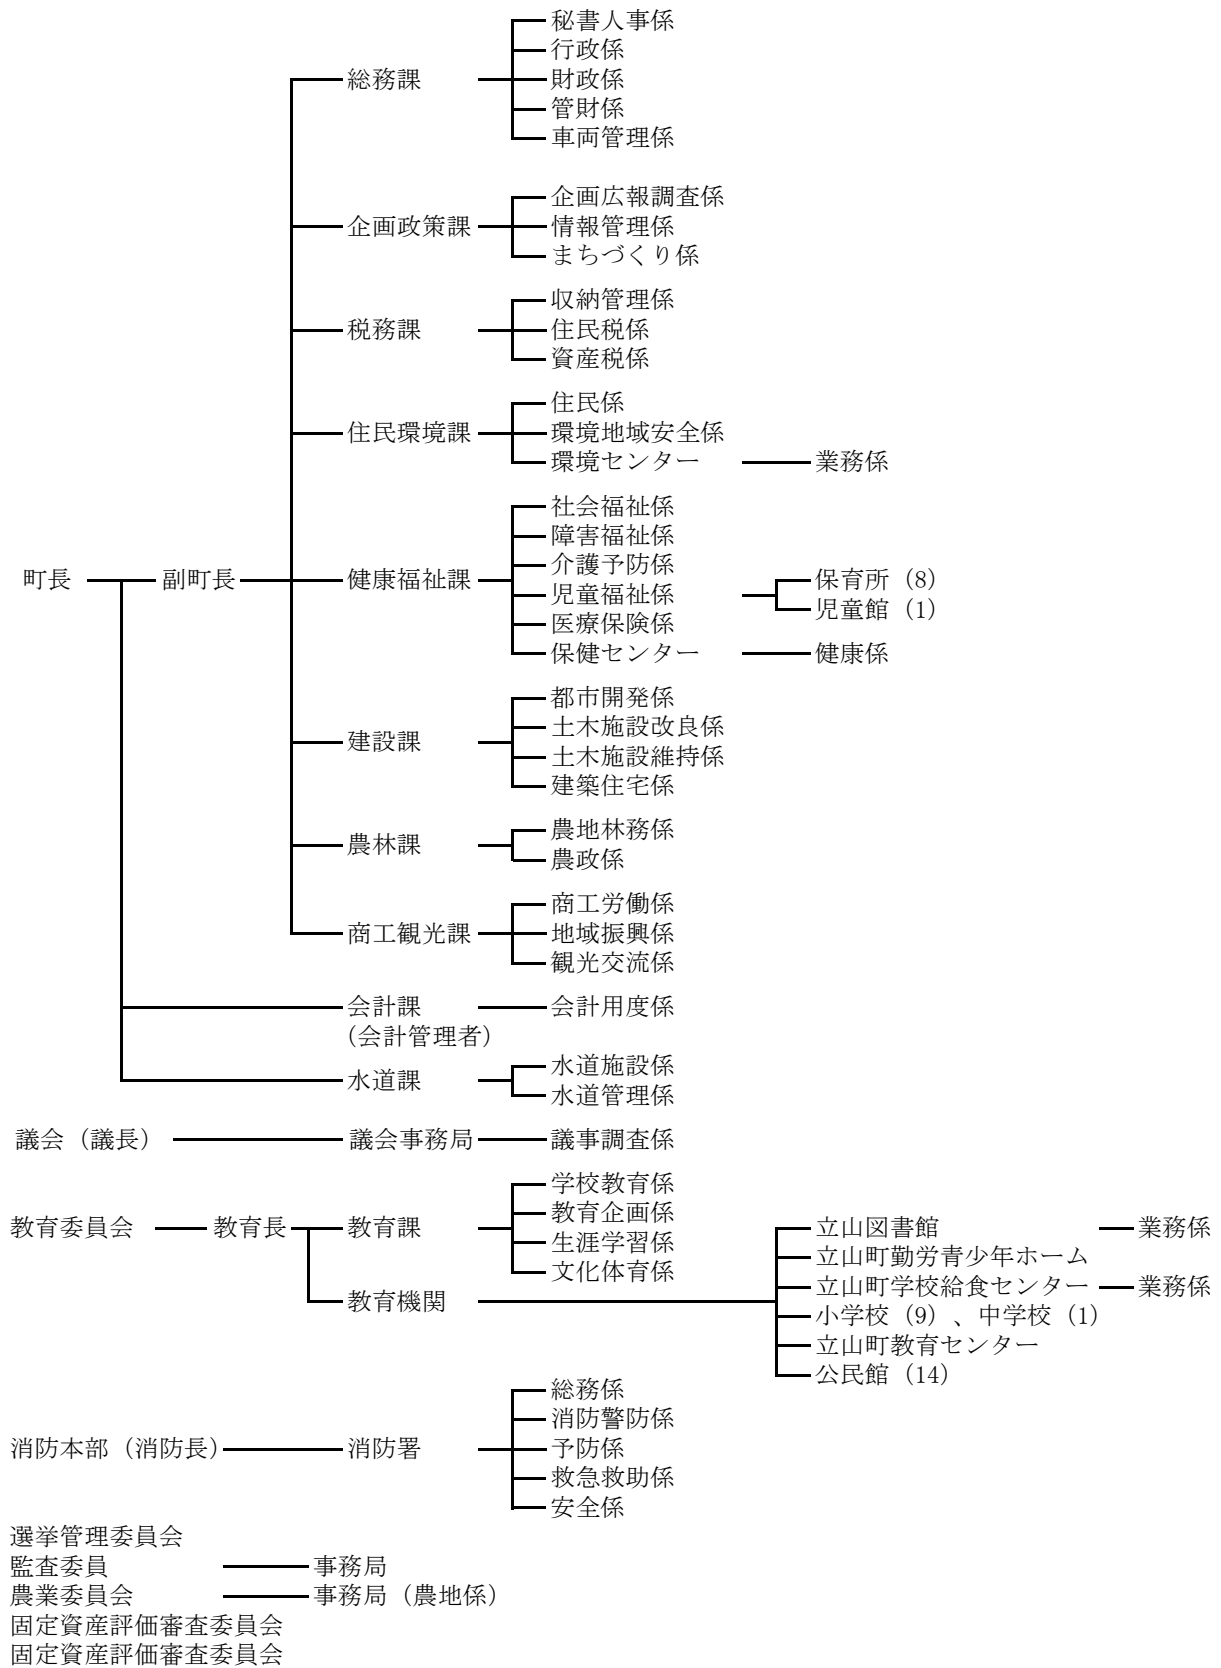 秘書人事係
行政係
総務課 財政係
管財係
車両管理係
企画広報調査係
企画政策課 情報管理係
まちづくり係
収納管理係
税務課 住民税係
資産税係
住民係
住民環境課 環境地域安全係
環境センター 業務係
社会福祉係
障害福祉係
介護予防係
町長 副町長 健康福祉課 保育所（8）
児童福祉係
児童館（1）
医療保険係
保健センター 健康係
都市開発係
土木施設改良係
建設課
土木施設維持係
建築住宅係
農地林務係
農林課
農政係
商工労働係
商工観光課 地域振興係
観光交流係
会計課 会計用度係
（会計管理者）
水道施設係
水道課
水道管理係
議会（議長） 議会事務局 議事調査係
学校教育係
教育企画係
教育委員会 教育長 教育課 立山図書館 業務係
生涯学習係
立山町勤労青少年ホーム
文化体育係
立山町学校給食センター 業務係
教育機関
小学校（9）、中学校（1）
立山町教育センター
公民館（14）
総務係
消防警防係
消防本部（消防長） 消防署 予防係
救急救助係
安全係
選挙管理委員会
監査委員 事務局
農業委員会 事務局（農地係）
固定資産評価審査委員会
固定資産評価審査委員会